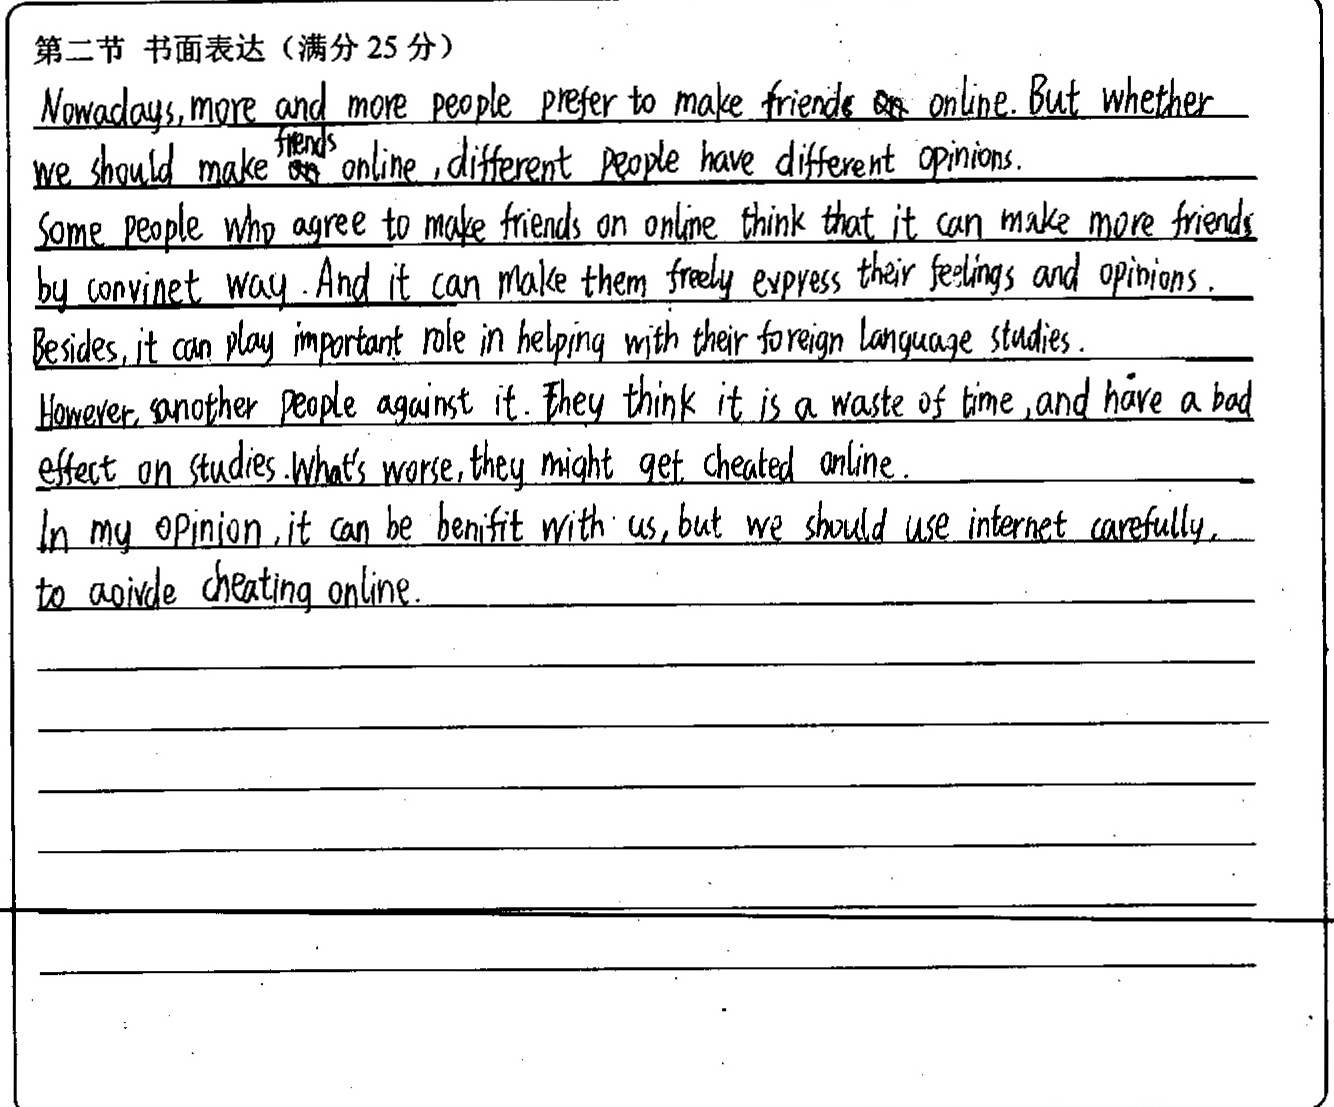 第二节 书面表达（满分 25 分）
Nowadays, more and more people prefer to make friends online. But whether
we should make friends online, different people have different opinions.
Some people who agree to make friends on online think that it can make more friends
by convinet way. And it can make them freely express their feelings and opinions.
Besides, it can play important role in helping with their foreign language studies.
However, another people against it. They think it is a waste of time, and have a bad
effect on studies. What's worse, they might get cheated online.
In my opinion, it can be benifit with us, but we should use internet carefully,
to aoivde cheating online.